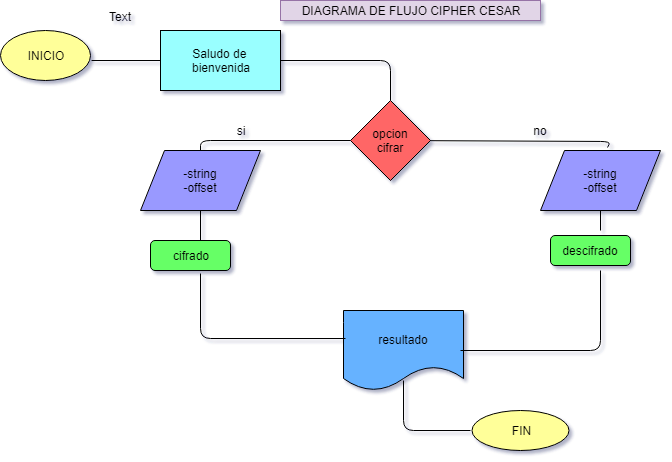 DIAGRAMA DE FLUJO CIPHER CESAR
Text
INICIO
Saludo de
bienvenida
opcion
cifrar
si
no
-string
-offset
-string
-offset
cifrado
descifrado
resultado
FIN